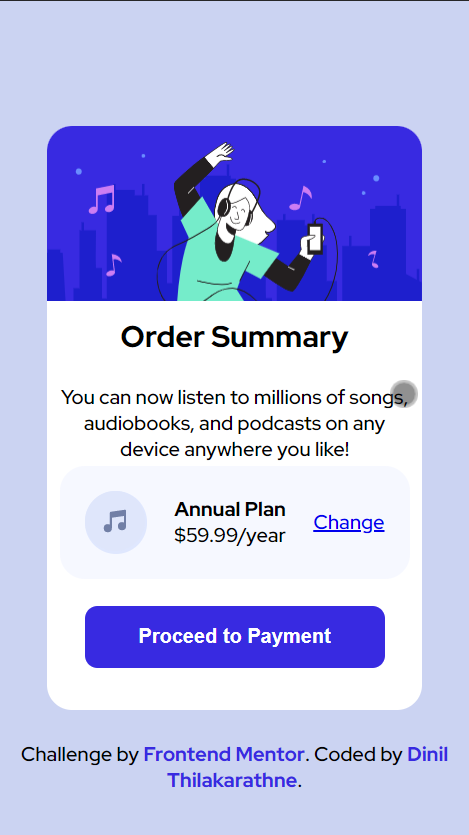 Order Summary
You can now listen to millions of songs,
audiobooks, and podcasts on any
device anywhere you like!
Annual Plan
$59.99/year
Change
Proceed to Payment
Challenge by Frontend Mentor. Coded by Dinil
Thilakarathne.